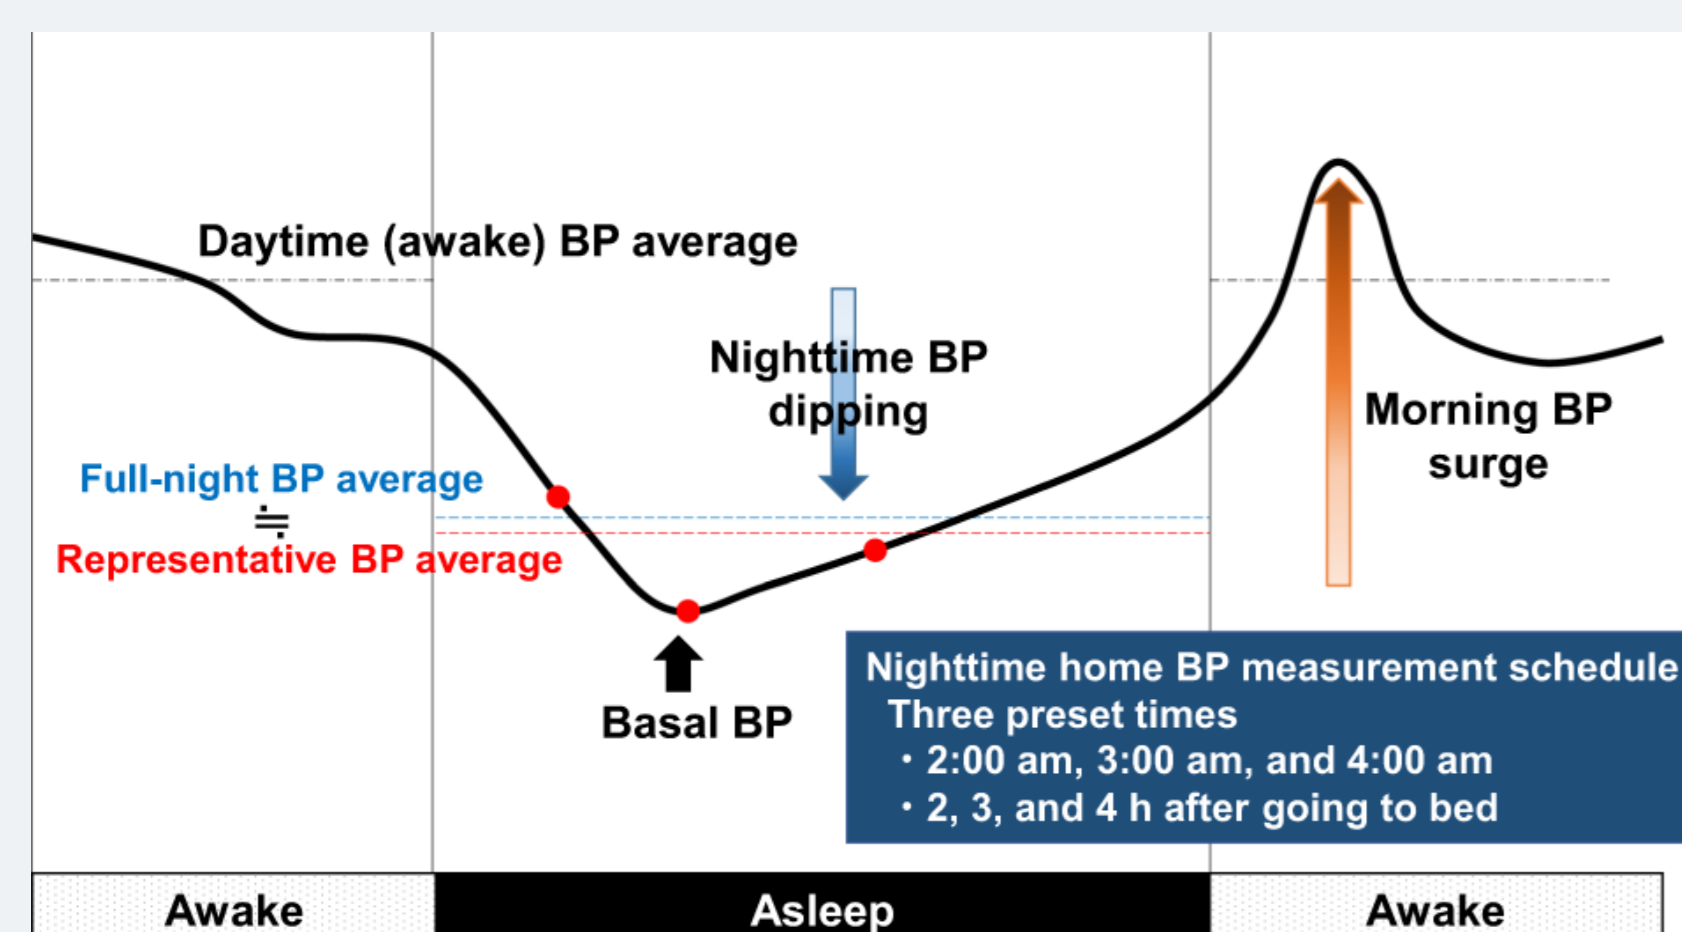 Daytime (awake) BP average
Nighttime BP
dipping
Full-night BP average
≒
Representative BP average
Morning BP
surge
Basal BP
Nighttime home BP measurement schedule
Three preset times
・2:00 am, 3:00 am, and 4:00 am
・2, 3, and 4 h after going to bed
Awake
Asleep
Awake